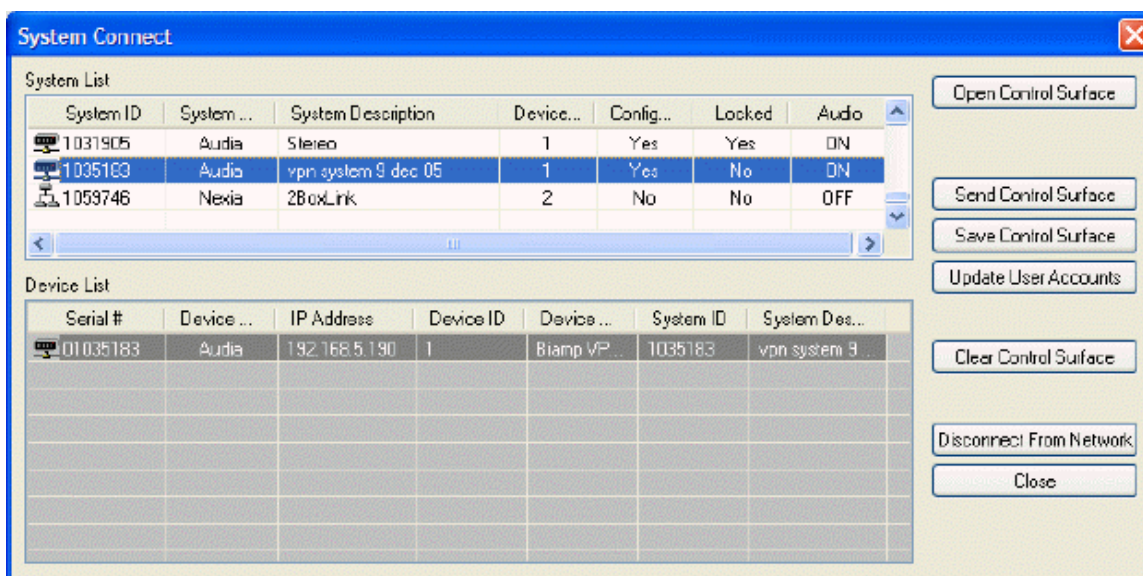 System Connect
System List
System ID System ... System Description Device... Config... Locked Audio
1031905 Audia Stereo 1 Yes Yes ON
1035183 Audia vpn system 9 dec 05 1 Yes No ON
1059746 Nexia 2BoxLink 2 No No OFF
Device List
Serial # Device ... IP Address Device ID Device ... System ID System Des...
01035183 Audia 192.168.5.190 1 Biamp VP... 1035183 vpn system 9 ...
Open Control Surface
Send Control Surface
Save Control Surface
Update User Accounts
Clear Control Surface
Disconnect From Network
Close